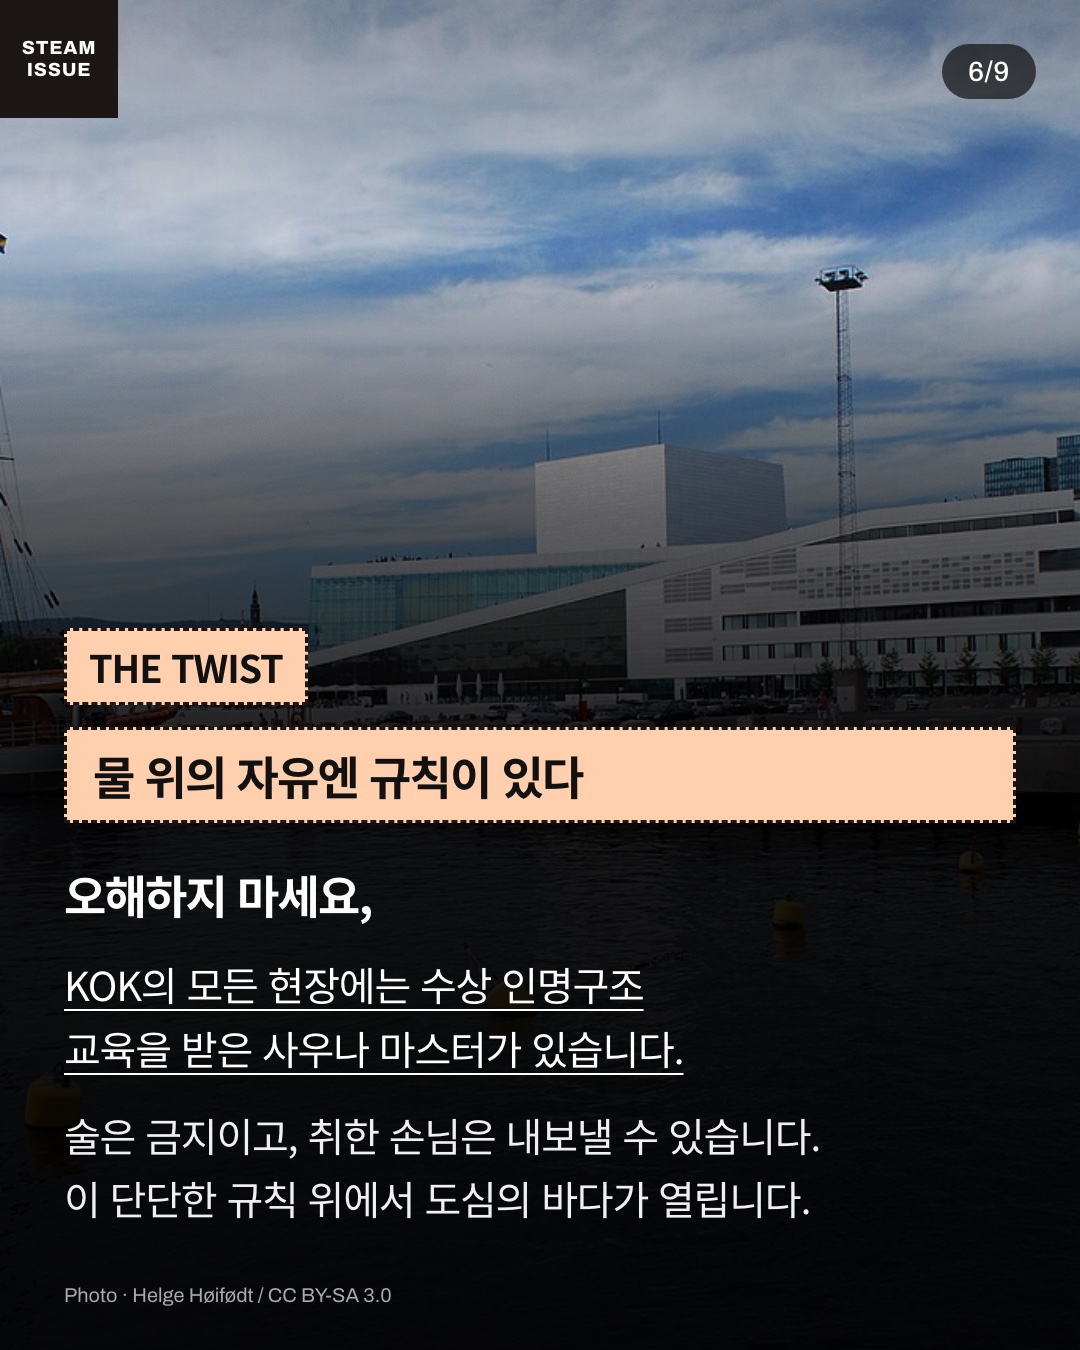 STEAM
ISSUE
6/9
THE TWIST
물 위의 자유엔 규칙이 있다
오해하지 마세요,
KOK의 모든 현장에는 수상 인명구조
교육을 받은 사우나 마스터가 있습니다.
술은 금지이고, 취한 손님은 내보낼 수 있습니다.
이 단단한 규칙 위에서 도심의 바다가 열립니다.
Photo · Helge Høifødt / CC BY-SA 3.0